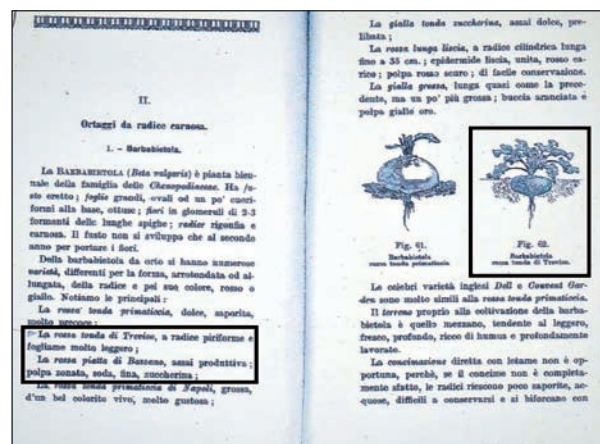 II.
Ortaggi da radice carnosa.
1. – Barbabietola.
La BARBABIETOLA (Beta vulgaris) è pianta bien-
nale della famiglia delle Chenopodineae. Ha fu-
sto eretto; foglie grandi, ovali od un po' cuori-
formi alla base, ottuse; fiori in glomeruli di 2-3
formanti delle lunghe spighe; radice rigonfia e
carnosa. Il fusto non si sviluppa che al secondo
anno per portare i fiori.
Della barbabietola da orto si hanno numerose
varietà, differenti per la forma, arrotondata od al-
lungata, della radice e pel suo colore, rosso o
giallo. Notiamo le principali:
La rossa tonda primaticcia, dolce, saporita,
molto precoce;
La rossa tonda di Treviso, a radice piriforme e
fogliame molto leggero;
La rossa piatta di Bassano, assai produttiva;
polpa zonata, soda, fina, zuccherina;
La rossa tonda primaticcia di Napoli, grossa,
d'un bel colorito vivo, molto gustosa;
La gialla tonda zuccherina, assai dolce, pre-
libata;
La rossa lunga liscia, a radice cilindrica lunga
fino a 35 cm.; epidermide liscia, unita, rosso ca-
rico; polpa rosso scuro; di facile conservazione.
La gialla grossa, lunga quasi come la prece-
dente, ma un po' più grossa; buccia aranciata e
polpa giallo oro.
Fig. 61.
Barbabietola
rossa tonda primaticcia
Fig. 62.
Barbabietola
rossa tonda di Treviso.
Le celebri varietà inglesi Dell e Convent Gar-
den sono molto simili alla rossa tonda primaticcia.
Il terreno proprio alla coltivazione della barba-
bietola è quello mezzano, tendente al leggero,
fresco, profondo, ricco di humus e profondamente
lavorato.
La concimazione diretta con letame non è op-
portuna, perchè, se il concime non è completa-
mente sfatto, le radici riescono poco saporite, ac-
quose, difficili a conservarsi e si biforcano con